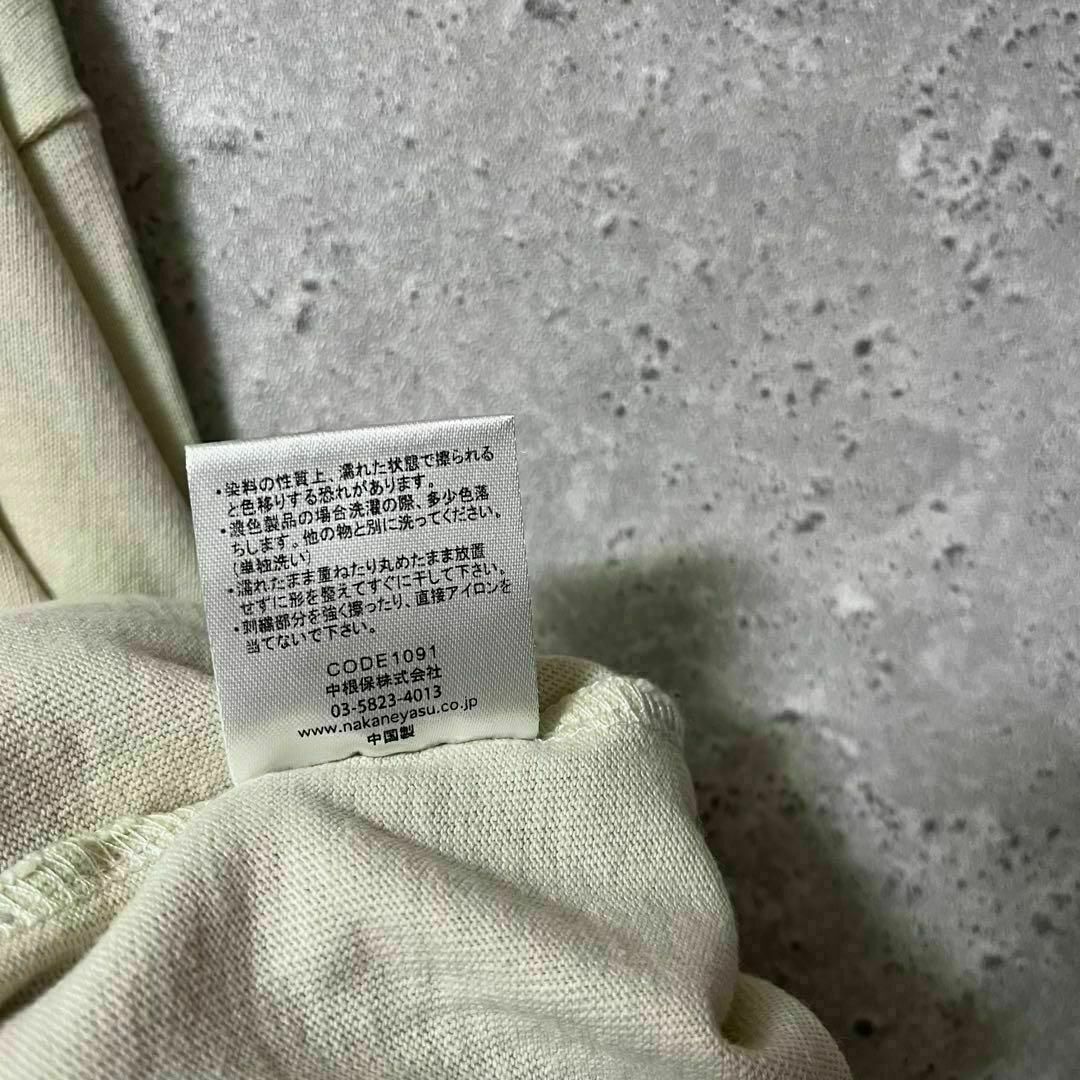 ・染料の性質上、濡れた状態で擦られる
と色移りする恐れがあります。
・濃色製品の場合洗濯の際、多少色落
ちします。他の物と別に洗ってください。
(単独洗い)
・濡れたまま重ねたり丸めたまま放置
せずに形を整えてすぐに干して下さい。
・刺繍部分を強く擦ったり、直接アイロンを
当てないで下さい。
CODE1091
中根保株式会社
03-5823-4013
www.nakaneyasu.co.jp
中国製